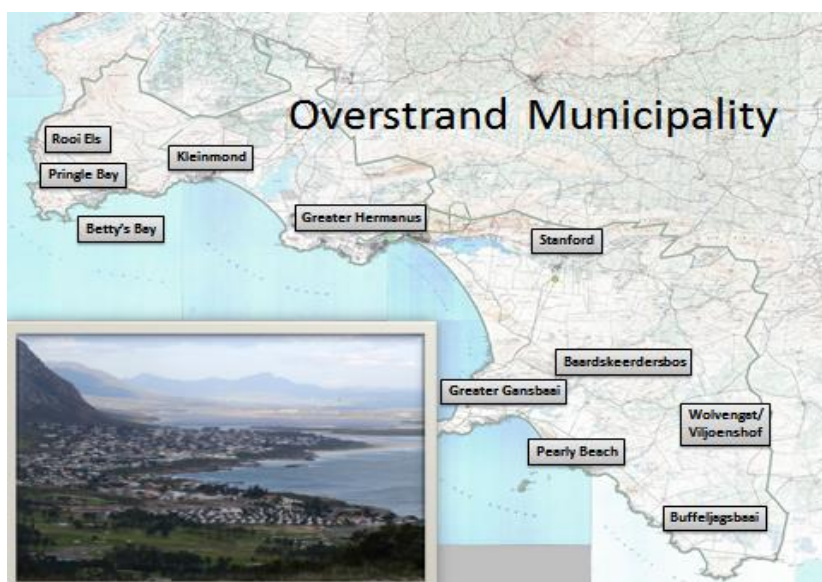 Overstrand Municipality
Rooi Els
Kleinmond
Pringle Bay
Betty's Bay
Greater Hermanus
Stanford
Baardskeerdersbos
Greater Gansbaai
Wolvengat/
Viljoenshof
Pearly Beach
Buffeljagsbaai